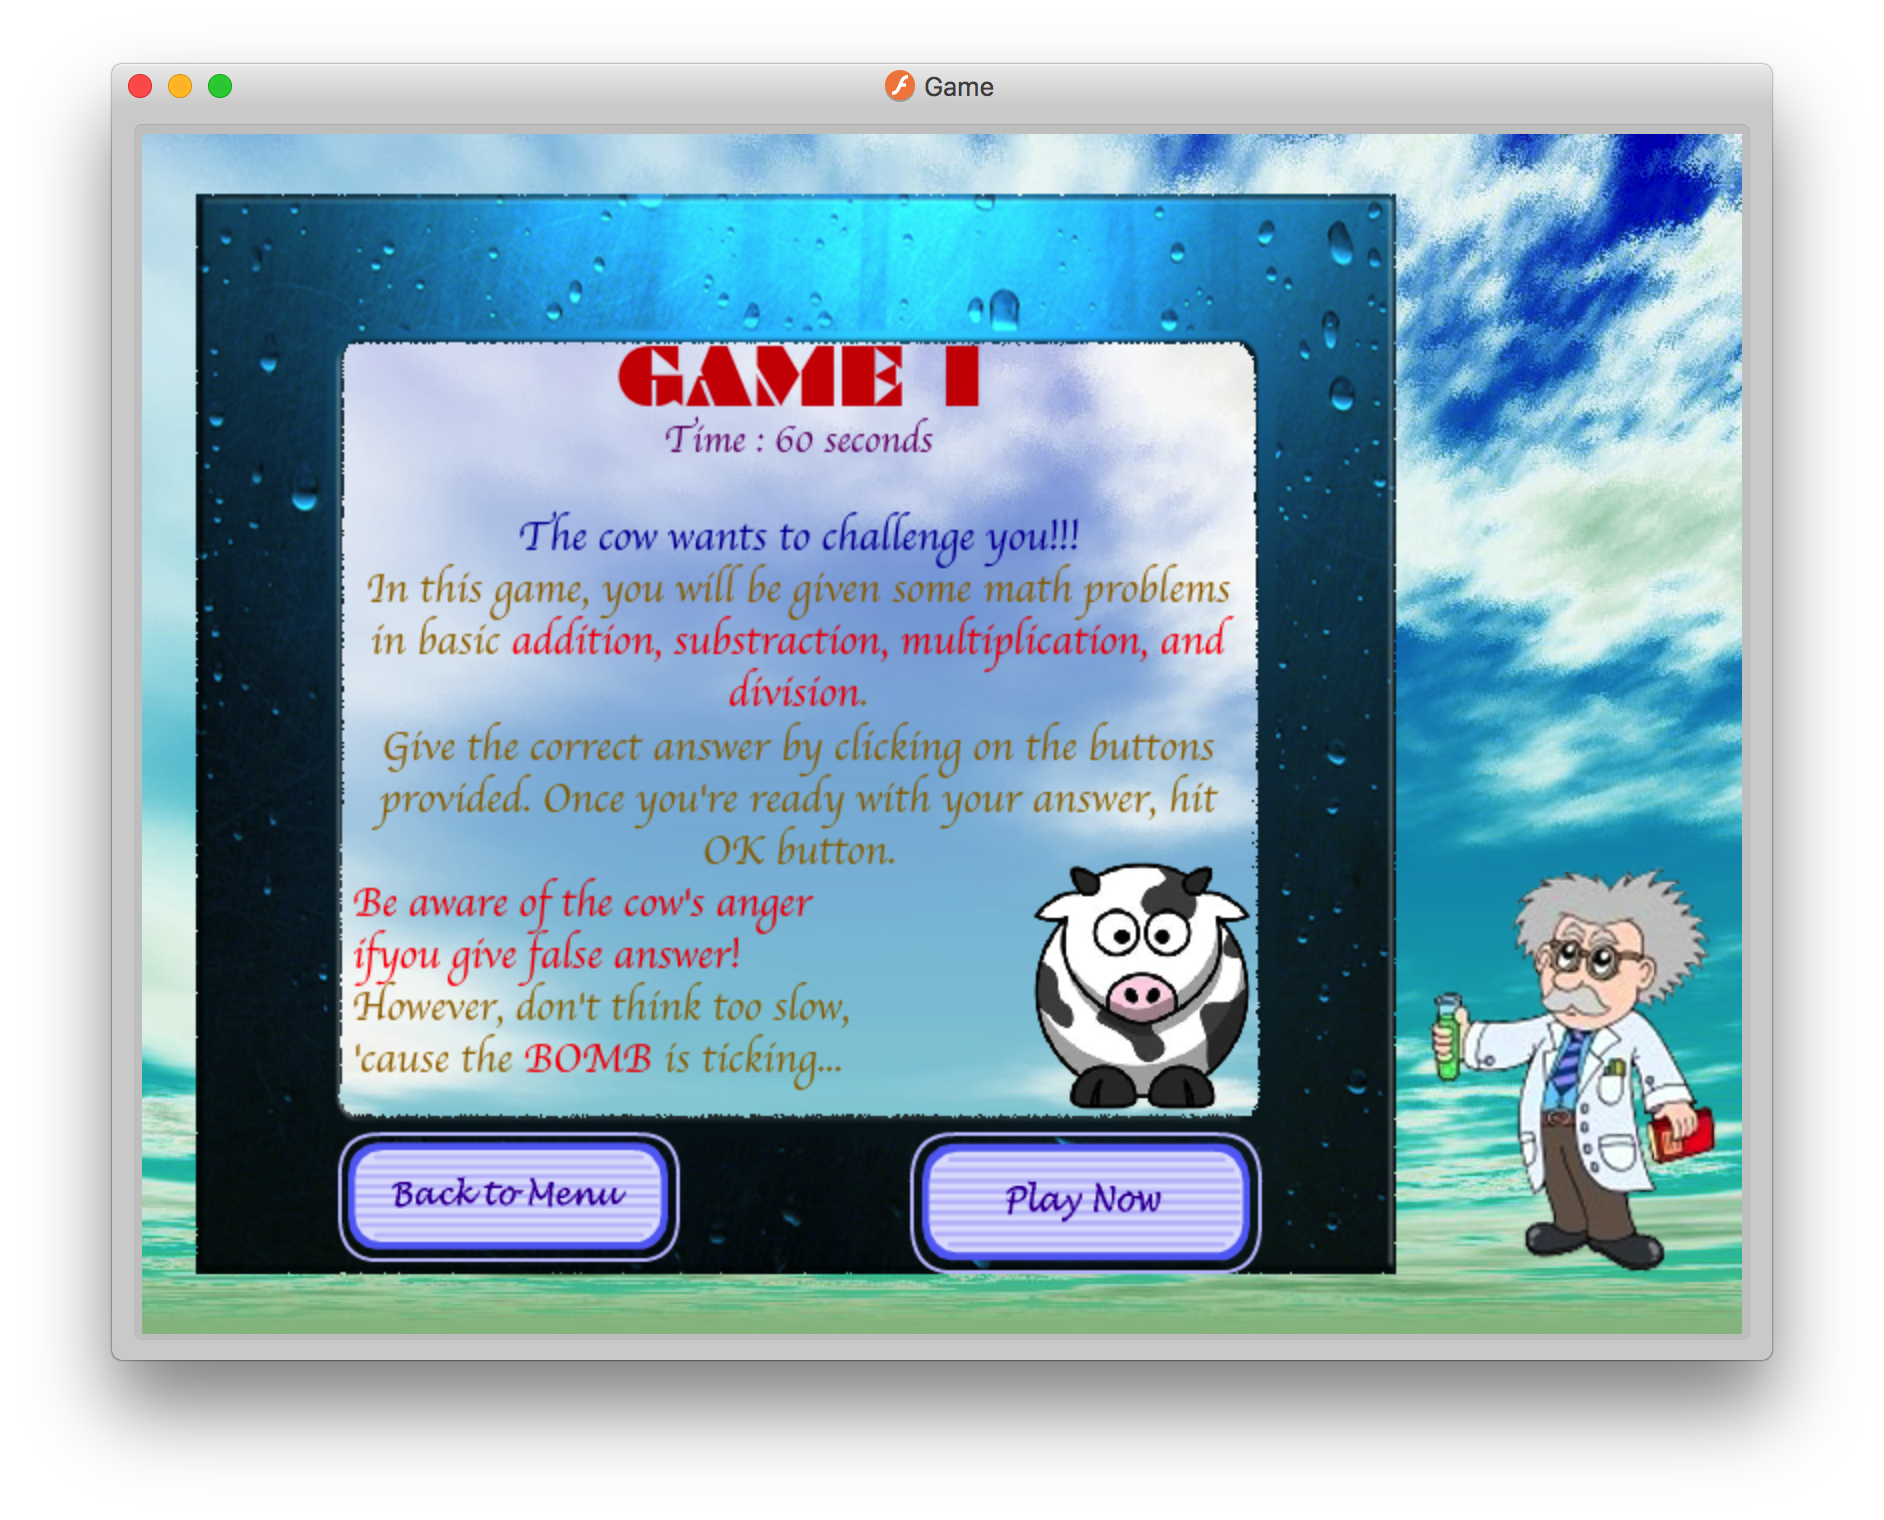 Game
GAME 1
Time : 60 seconds
The cow wants to challenge you!!!
In this game, you will be given some math problems
in basic addition, substraction, multiplication, and
division.
Give the correct answer by clicking on the buttons
provided. Once you're ready with your answer, hit
OK button.
Be aware of the cow's anger
ifyou give false answer!
However, don't think too slow,
'cause the BOMB is ticking...
Back to Menu
Play Now